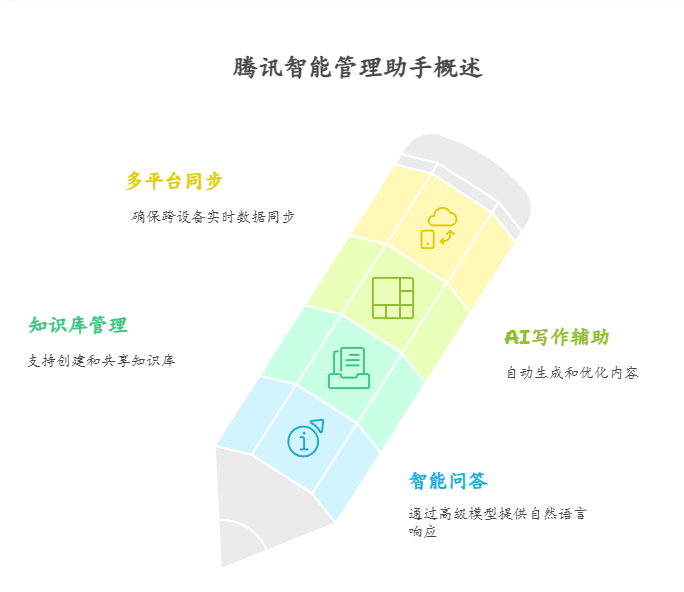 腾讯智能管理助手概述
多平台同步
确保跨设备实时数据同步
知识库管理
支持创建和共享知识库
AI写作辅助
自动生成和优化内容
智能问答
通过高级模型提供自然语言
响应